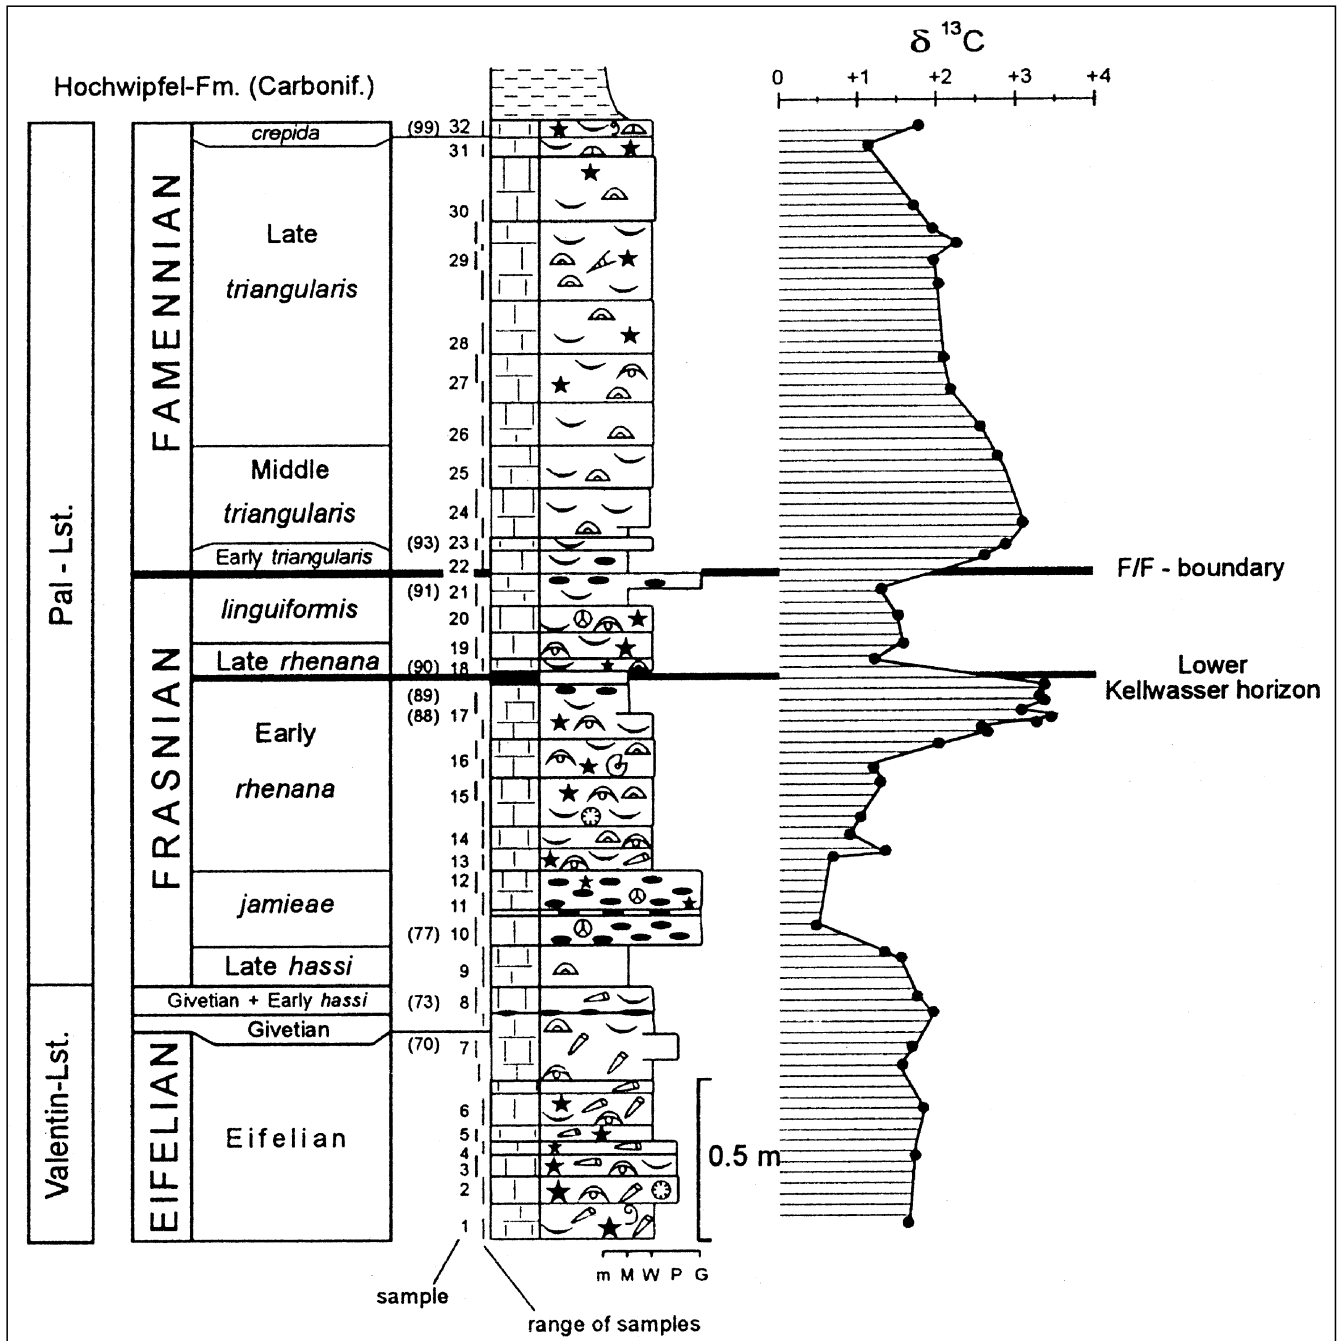 δ ¹³C
Hochwipfel-Fm. (Carbonif.)
0 +1 +2 +3 +4
Pal - Lst.
Valentin-Lst.
FAMENNIAN
FRASNIAN
EIFELIAN
crepida
Late
triangularis
Middle
triangularis
Early triangularis
linguiformis
Late rhenana
Early
rhenana
jamieae
Late hassi
Givetian + Early hassi
Givetian
Eifelian
(99) 32
31
30
29
28
27
26
25
24
(93) 23
22
(91) 21
20
19
(90) 18
(89)
(88) 17
16
15
14
13
12
11
(77) 10
9
(73) 8
(70) 7
6
5
4
3
2
1
F/F - boundary
Lower
Kellwasser horizon
0.5 m
m M W P G
sample
range of samples